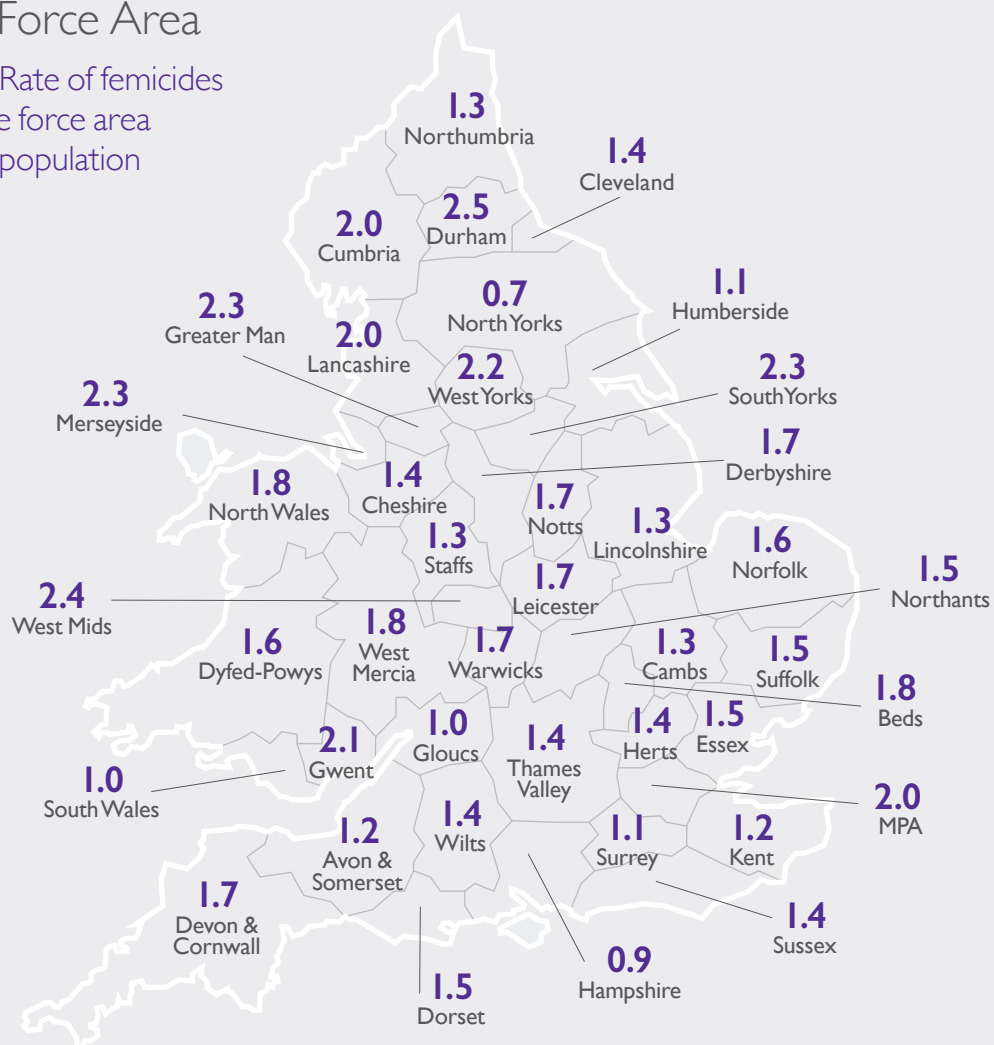 Force Area
Rate of femicides
e force area
population
1.3
Northumbria
1.4
Cleveland
2.0
Cumbria
2.5
Durham
0.7
North Yorks
1.1
Humberside
2.3
Greater Man
2.0
Lancashire
2.2
West Yorks
2.3
South Yorks
2.3
Merseyside
1.7
Derbyshire
1.8
North Wales
1.4
Cheshire
1.7
Notts
1.3
Lincolnshire
1.3
Staffs
1.6
Norfolk
1.7
Leicester
1.5
Northants
2.4
West Mids
1.6
Dyfed-Powys
1.8
West
Mercia
1.7
Warwicks
1.3
Cambs
1.5
Suffolk
1.8
Beds
2.1
Gwent
1.0
Gloucs
1.4
Thames
Valley
1.4
Herts
1.5
Essex
1.0
South Wales
2.0
MPA
1.2
Avon &
Somerset
1.4
Wilts
1.1
Surrey
1.2
Kent
1.7
Devon &
Cornwall
1.4
Sussex
0.9
Hampshire
1.5
Dorset